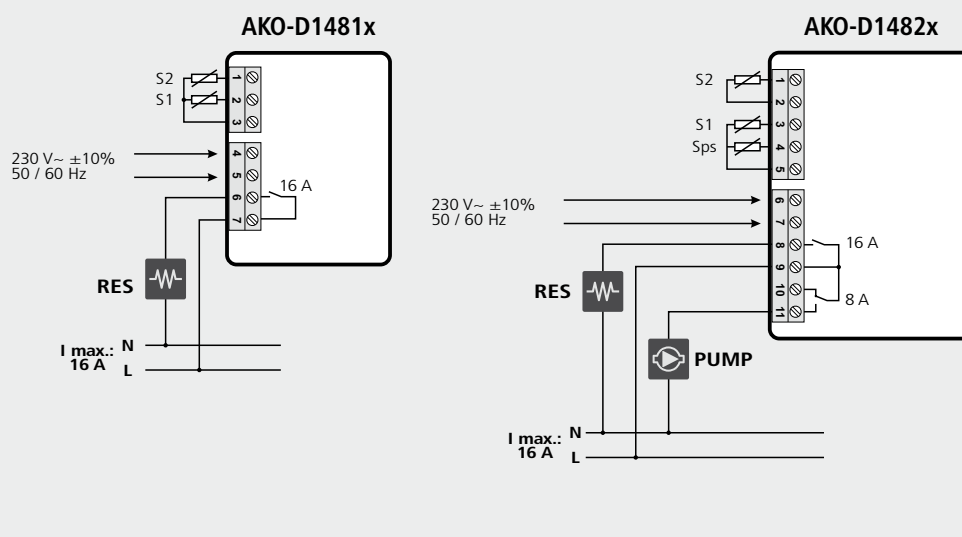 AKO-D1481x
S2
S1
1
2
3
230 V~ ±10%
50 / 60 Hz
4
5
6
7
16 A
RES
I max.:
16 A
N
L
AKO-D1482x
S2
S1
Sps
1
2
3
4
5
230 V~ ±10%
50 / 60 Hz
6
7
8
9
10
11
16 A
8 A
RES
PUMP
I max.:
16 A
N
L